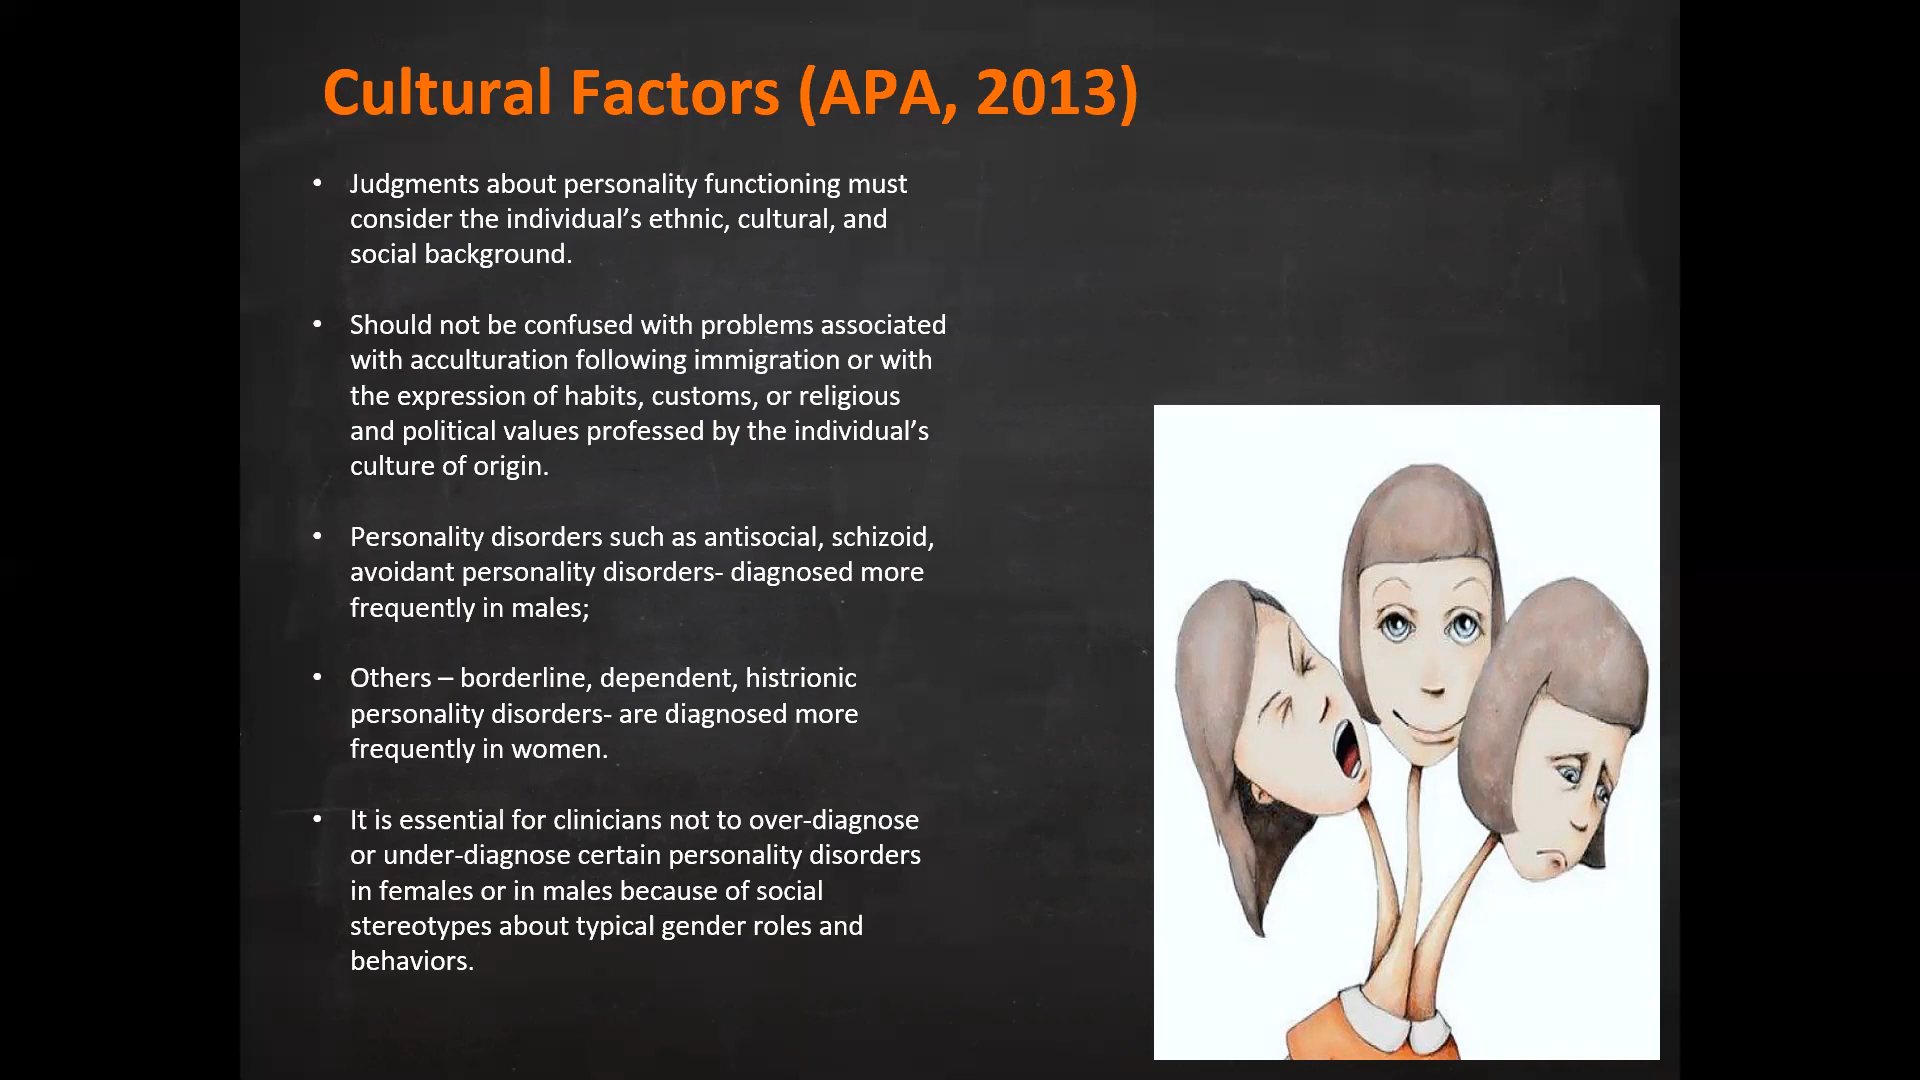 Cultural Factors (APA, 2013)
• Judgments about personality functioning must
consider the individual’s ethnic, cultural, and
social background.
• Should not be confused with problems associated
with acculturation following immigration or with
the expression of habits, customs, or religious
and political values professed by the individual’s
culture of origin.
• Personality disorders such as antisocial, schizoid,
avoidant personality disorders- diagnosed more
frequently in males;
• Others – borderline, dependent, histrionic
personality disorders- are diagnosed more
frequently in women.
• It is essential for clinicians not to over-diagnose
or under-diagnose certain personality disorders
in females or in males because of social
stereotypes about typical gender roles and
behaviors.